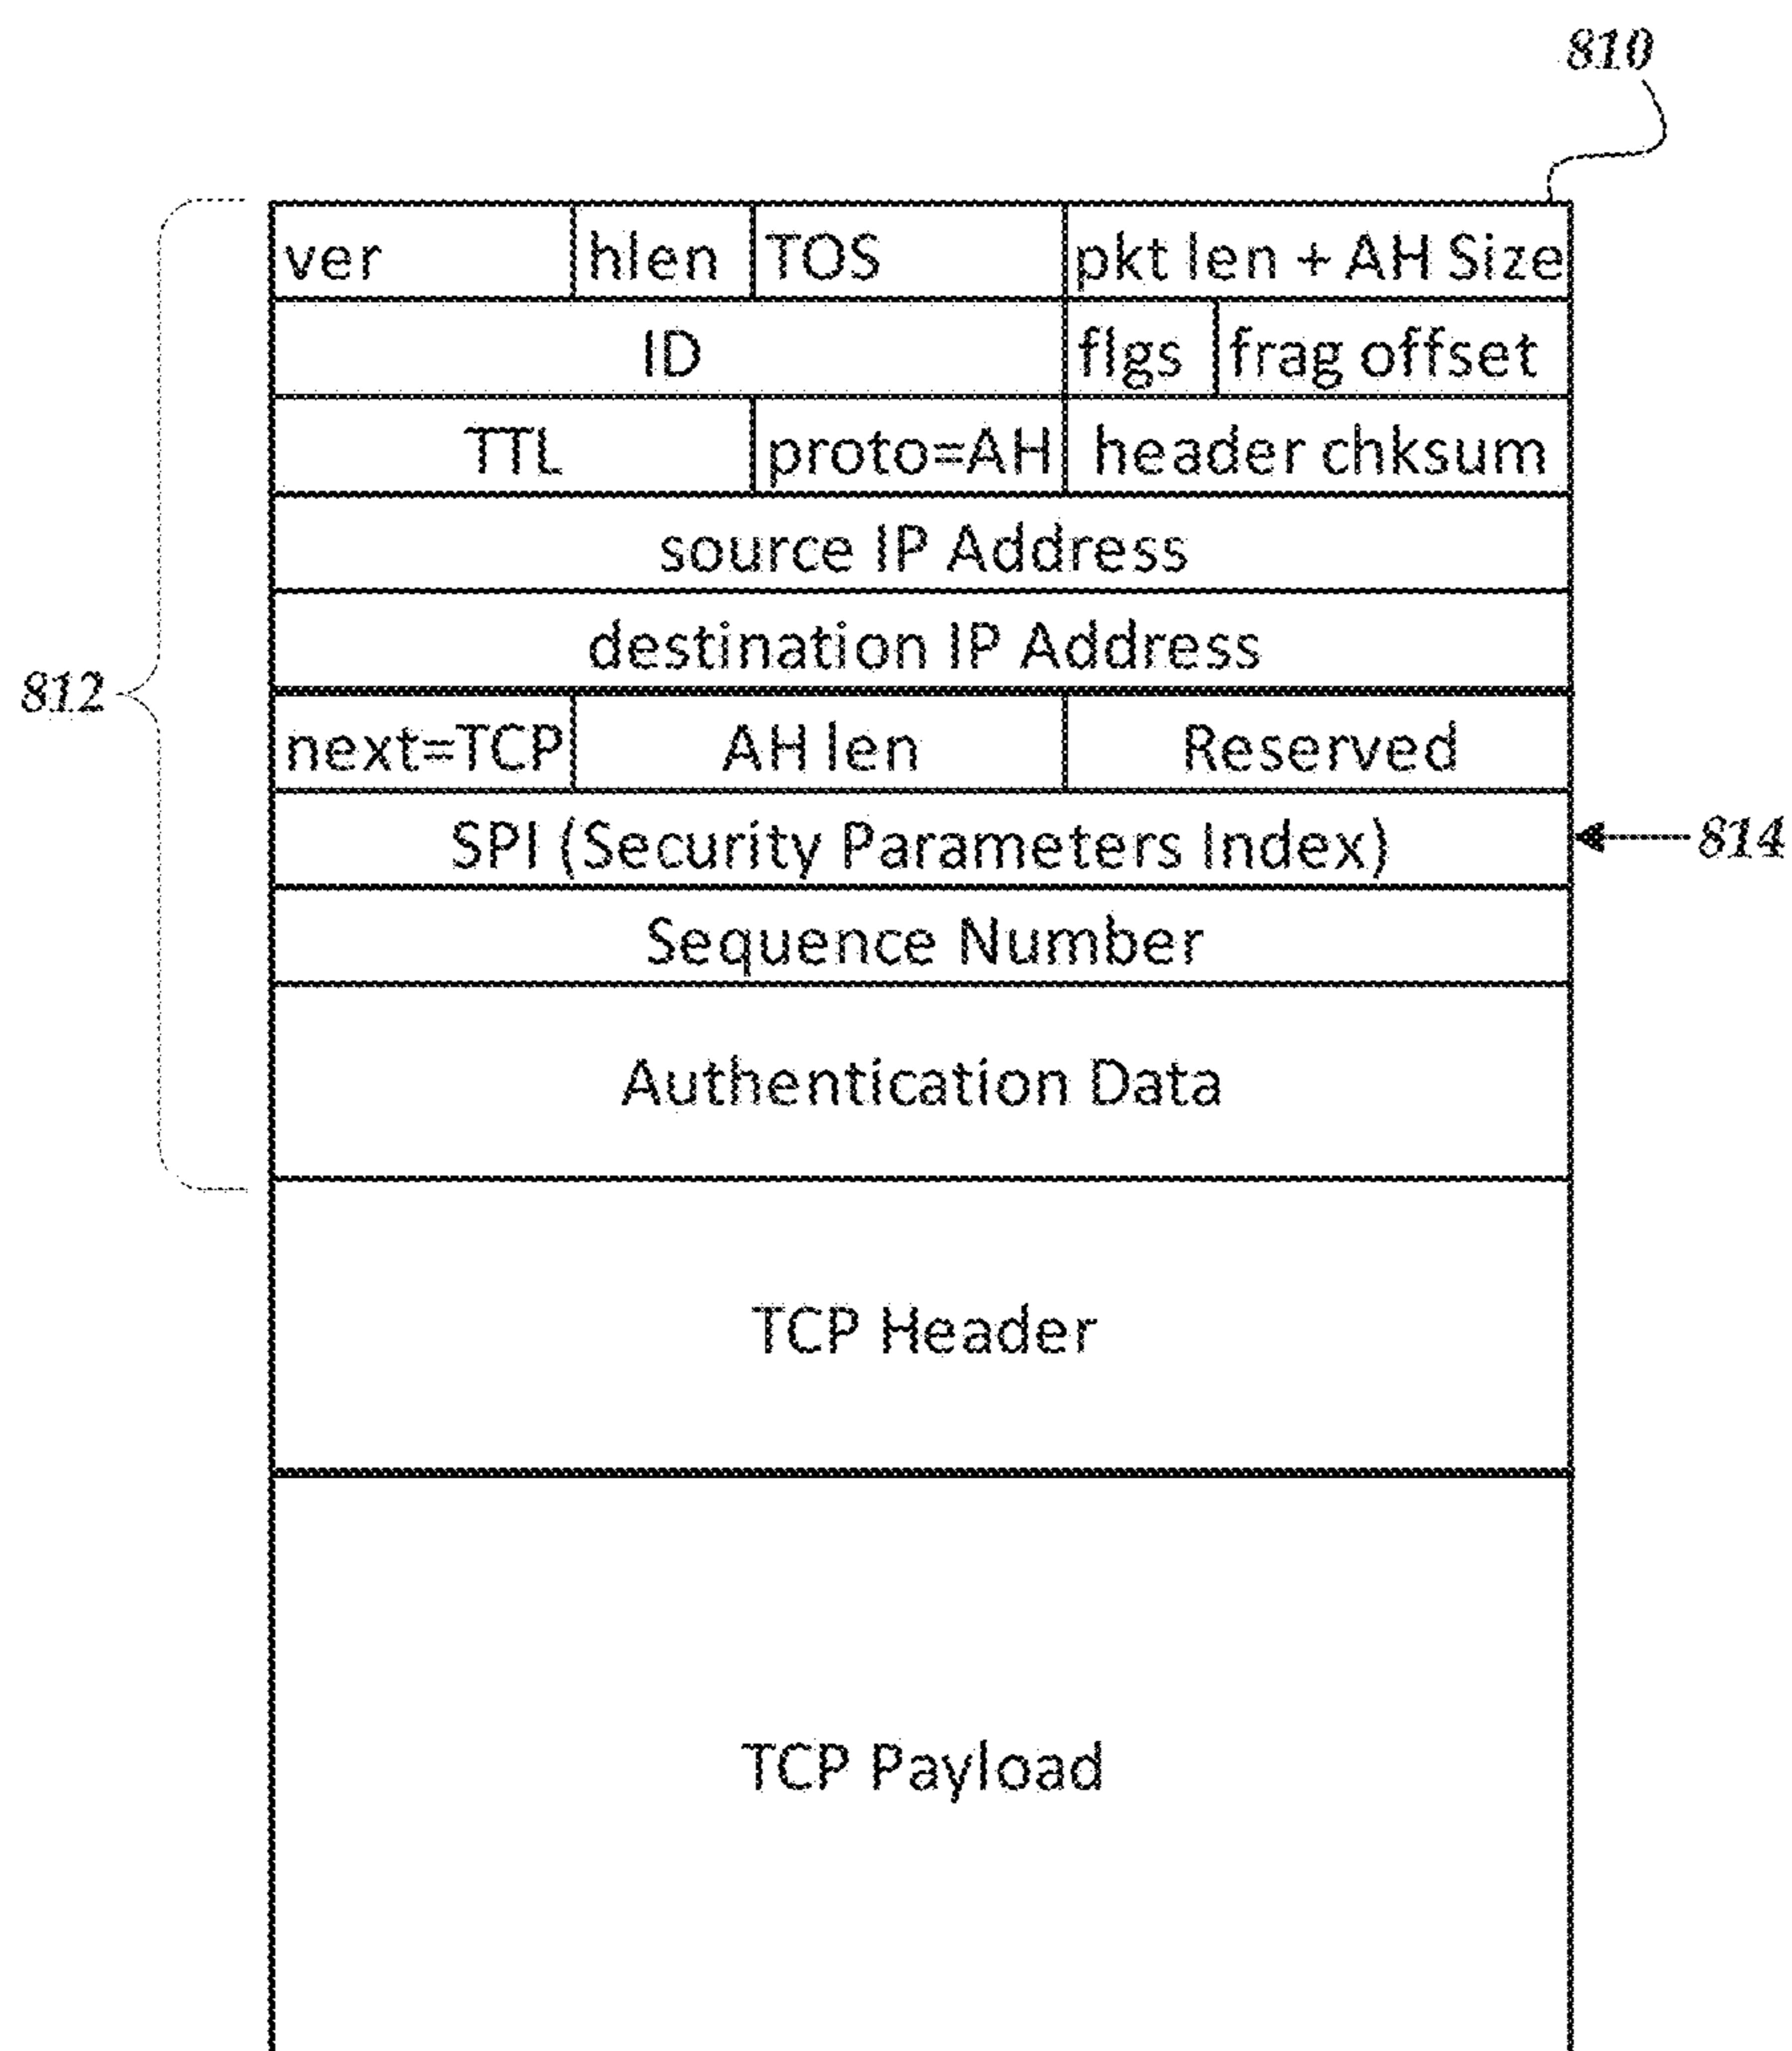 810
ver hlen TOS pkt len + AH Size
ID flgs frag offset
TTL proto=AH header chksum
source IP Address
destination IP Address
812
next=TCP AH len Reserved
SPI (Security Parameters Index)
814
Sequence Number
Authentication Data
TCP Header
TCP Payload